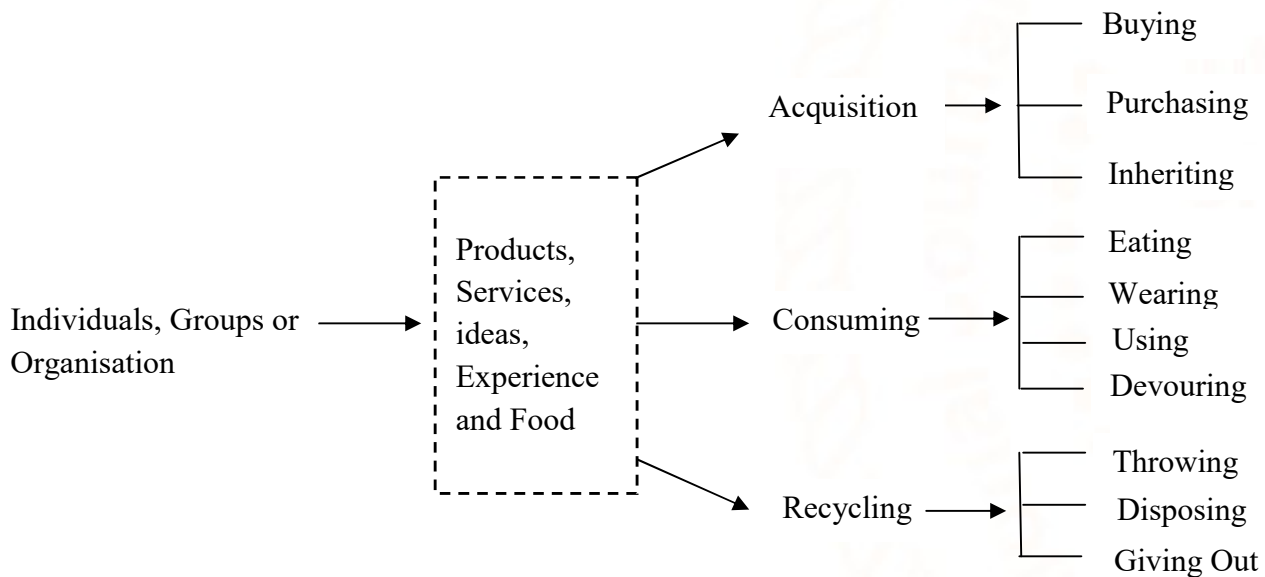 Individuals, Groups or
Organisation
Products,
Services,
ideas,
Experience
and Food
Acquisition
Buying
Purchasing
Inheriting
Consuming
Eating
Wearing
Using
Devouring
Recycling
Throwing
Disposing
Giving Out